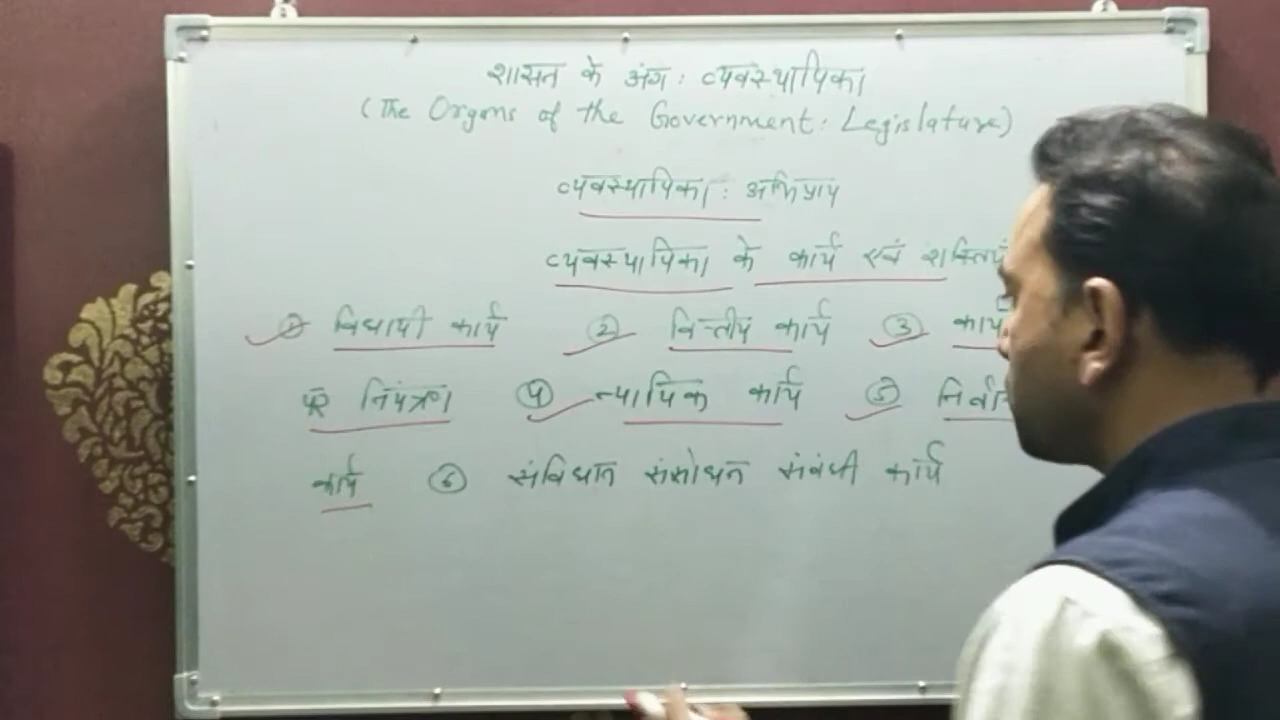 शासन के अंग : व्यवस्थापिका
(The Organs of the Government : Legislature)
व्यवस्थापिका : अभिप्राय
व्यवस्थापिका के कार्य एवं
① विधायी कार्य ② वित्तीय कार्य ③
पर नियंत्रण ④ न्यायिक कार्य ⑤
कार्य ⑥ संविधान संसोधन संबंधी कार्य